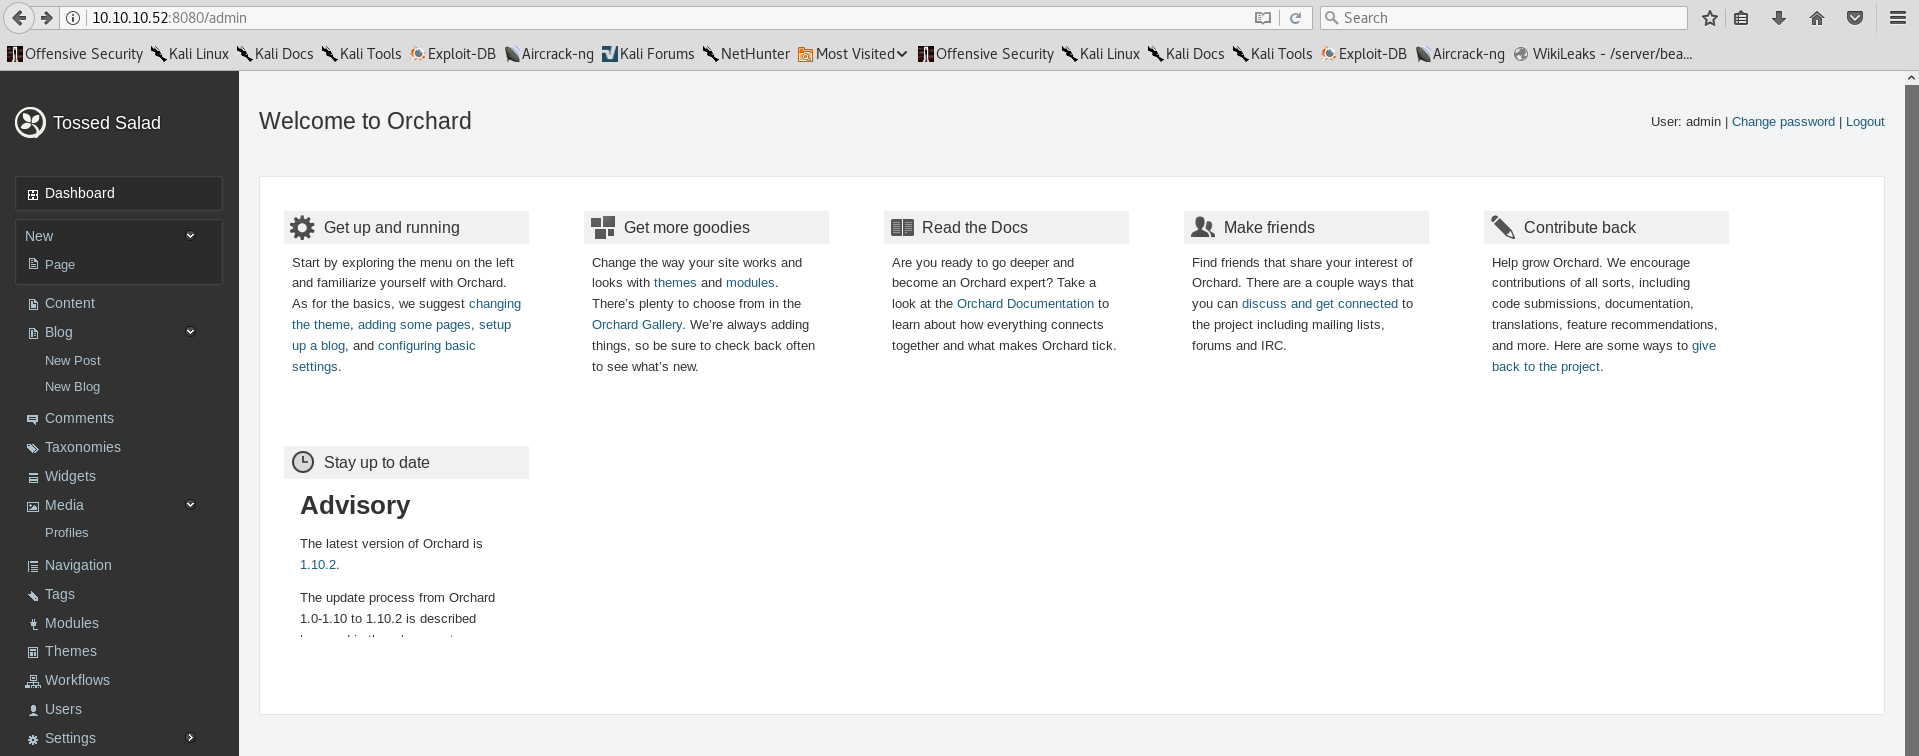 10.10.10.52:8080/admin
Search
Offensive Security Kali Linux Kali Docs Kali Tools Exploit-DB Aircrack-ng Kali Forums NetHunter Most Visited Offensive Security Kali Linux Kali Docs Kali Tools Exploit-DB Aircrack-ng WikiLeaks - /server/bea...
Tossed Salad
Dashboard
New
Page
Content
Blog
New Post
New Blog
Comments
Taxonomies
Widgets
Media
Profiles
Navigation
Tags
Modules
Themes
Workflows
Users
Settings
Welcome to Orchard
User: admin | Change password | Logout
Get up and running
Start by exploring the menu on the left
and familiarize yourself with Orchard.
As for the basics, we suggest changing
the theme, adding some pages, setup
up a blog, and configuring basic
settings.
Get more goodies
Change the way your site works and
looks with themes and modules.
There’s plenty to choose from in the
Orchard Gallery. We’re always adding
things, so be sure to check back often
to see what’s new.
Read the Docs
Are you ready to go deeper and
become an Orchard expert? Take a
look at the Orchard Documentation to
learn about how everything connects
together and what makes Orchard tick.
Make friends
Find friends that share your interest of
Orchard. There are a couple ways that
you can discuss and get connected to
the project including mailing lists,
forums and IRC.
Contribute back
Help grow Orchard. We encourage
contributions of all sorts, including
code submissions, documentation,
translations, feature recommendations,
and more. Here are some ways to give
back to the project.
Stay up to date
Advisory
The latest version of Orchard is
1.10.2.
The update process from Orchard
1.0-1.10 to 1.10.2 is described